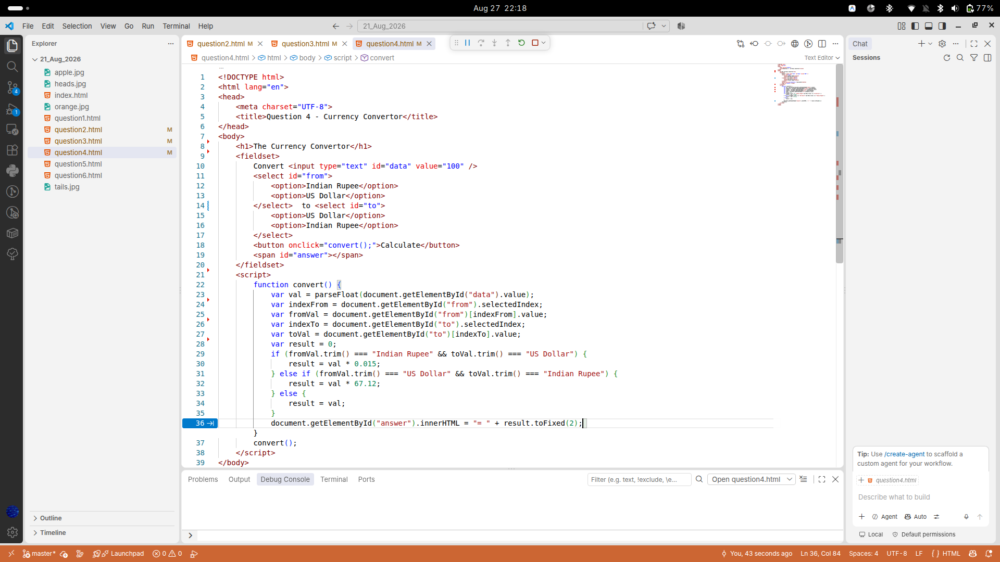 Aug 27 22:18
77%
File Edit Selection View Go Run Terminal Help
21_Aug_2026
Explorer
21_Aug_2026
apple.jpg
heads.jpg
index.html
orange.jpg
question1.html
question2.html M
question3.html M
question4.html M
question5.html
question6.html
tails.jpg
Outline
Timeline
4
1
question2.html M
question3.html M
question4.html M
question4.html > html > body > script > convert
Text Editor
1 <!DOCTYPE html>
2 <html lang="en">
3 <head>
4 <meta charset="UTF-8">
5 <title>Question 4 - Currency Convertor</title>
6 </head>
7 <body>
8 <h1>The Currency Convertor</h1>
9 <fieldset>
10 Convert <input type="text" id="data" value="100" />
11 <select id="from">
12 <option>Indian Rupee</option>
13 <option>US Dollar</option>
14 </select>  to <select id="to">
15 <option>US Dollar</option>
16 <option>Indian Rupee</option>
17 </select>
18 <button onclick="convert();">Calculate</button>
19 <span id="answer"></span>
20 </fieldset>
21 <script>
22 function convert() {
23 var val = parseFloat(document.getElementById("data").value);
24 var indexFrom = document.getElementById("from").selectedIndex;
25 var fromVal = document.getElementById("from")[indexFrom].value;
26 var indexTo = document.getElementById("to").selectedIndex;
27 var toVal = document.getElementById("to")[indexTo].value;
28 var result = 0;
29 if (fromVal.trim() === "Indian Rupee" && toVal.trim() === "US Dollar") {
30 result = val * 0.015;
31 } else if (fromVal.trim() === "US Dollar" && toVal.trim() === "Indian Rupee") {
32 result = val * 67.12;
33 } else {
34 result = val;
35 }
36 document.getElementById("answer").innerHTML = "= " + result.toFixed(2);
}
37 convert();
38 </script>
39 </body>
Problems Output Debug Console Terminal Ports
Filter (e.g. text, !exclude, \e...
Open question4.html
Chat
Sessions
Tip: Use /create-agent to scaffold a
custom agent for your workflow.
question4.html
Describe what to build
Agent Auto
Local Default permissions
master* Launchpad 0 0
You, 43 seconds ago Ln 36, Col 84 Spaces: 4 UTF-8 LF { } HTML